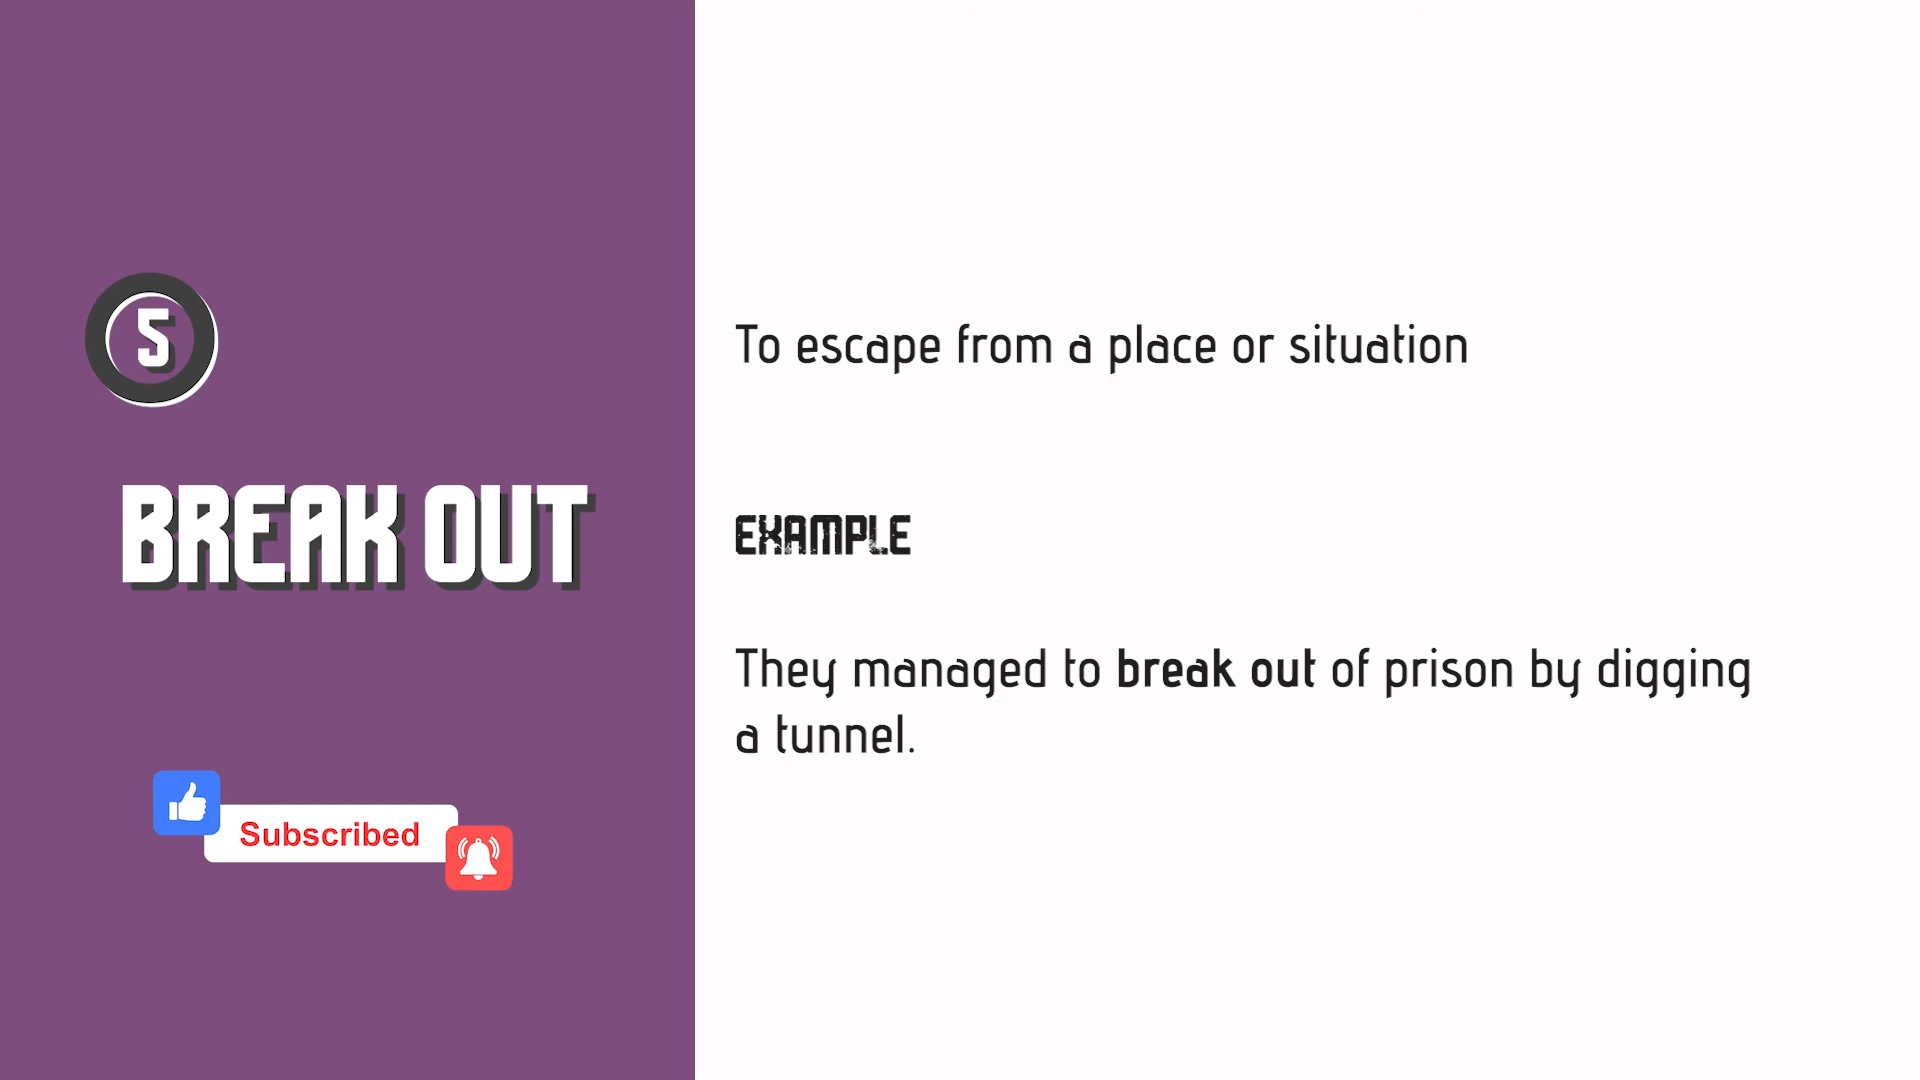 5
BREAK OUT
Subscribed
To escape from a place or situation
EXAMPLE
They managed to break out of prison by digging
a tunnel.